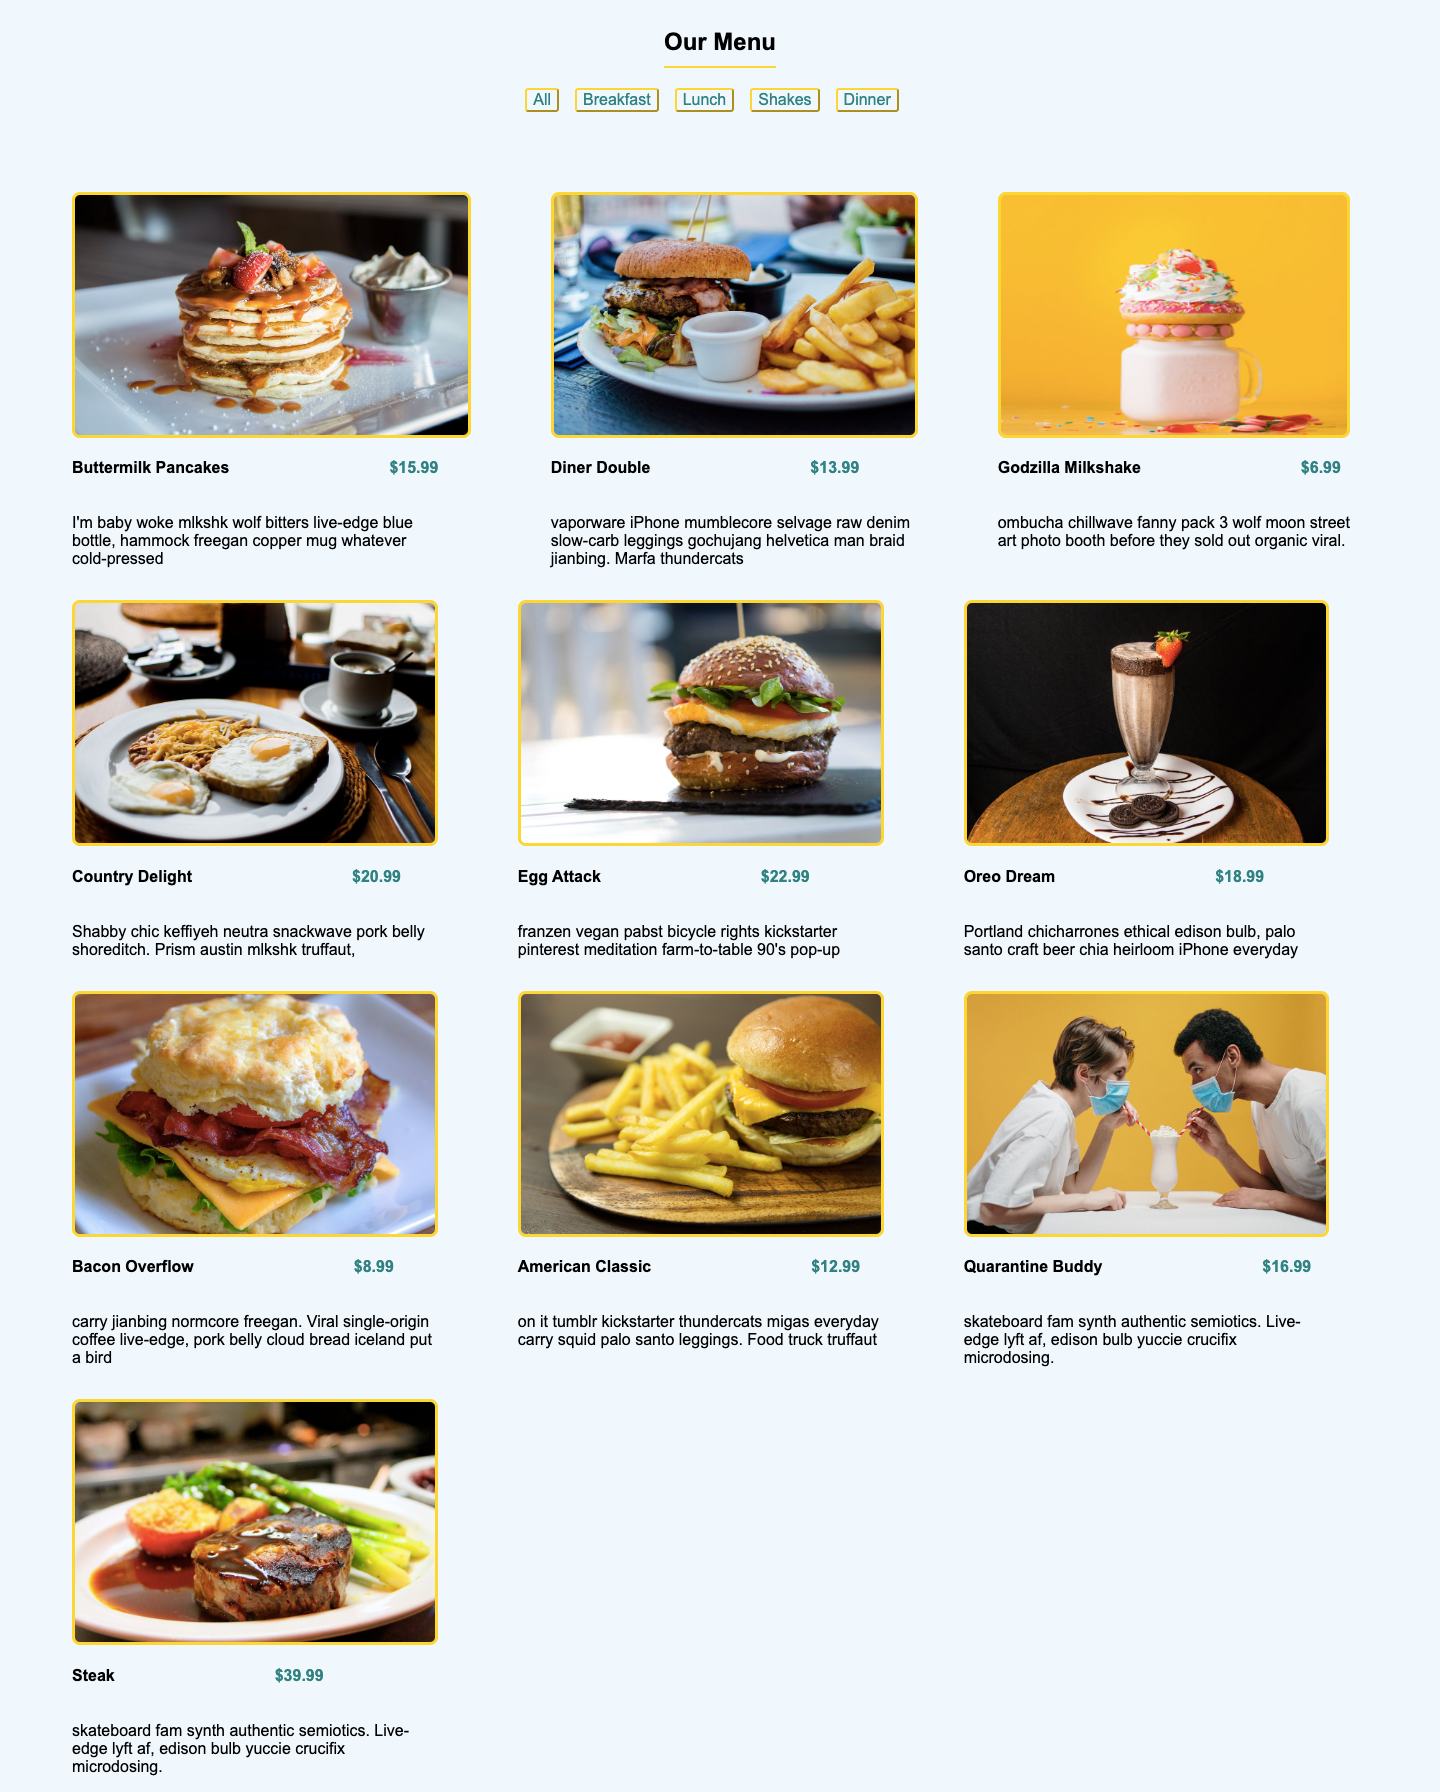 Our Menu
All Breakfast Lunch Shakes Dinner
Buttermilk Pancakes $15.99
I'm baby woke mlkshk wolf bitters live-edge blue
bottle, hammock freegan copper mug whatever
cold-pressed
Diner Double $13.99
vaporware iPhone mumblecore selvage raw denim
slow-carb leggings gochujang helvetica man braid
jianbing. Marfa thundercats
Godzilla Milkshake $6.99
ombucha chillwave fanny pack 3 wolf moon street
art photo booth before they sold out organic viral.
Country Delight $20.99
Shabby chic keffiyeh neutra snackwave pork belly
shoreditch. Prism austin mlkshk truffaut,
Egg Attack $22.99
franzen vegan pabst bicycle rights kickstarter
pinterest meditation farm-to-table 90's pop-up
Oreo Dream $18.99
Portland chicharrones ethical edison bulb, palo
santo craft beer chia heirloom iPhone everyday
Bacon Overflow $8.99
carry jianbing normcore freegan. Viral single-origin
coffee live-edge, pork belly cloud bread iceland put
a bird
American Classic $12.99
on it tumblr kickstarter thundercats migas everyday
carry squid palo santo leggings. Food truck truffaut
Quarantine Buddy $16.99
skateboard fam synth authentic semiotics. Live-
edge lyft af, edison bulb yuccie crucifix
microdosing.
Steak $39.99
skateboard fam synth authentic semiotics. Live-
edge lyft af, edison bulb yuccie crucifix
microdosing.